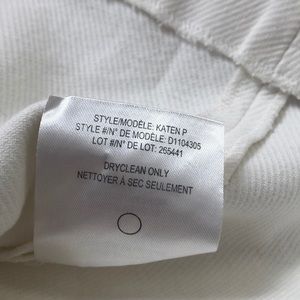 STYLE/MODÈLE: KATEN P
STYLE #/N° DE MODÈLE: D1104305
LOT #/N° DE LOT: 265441
DRYCLEAN ONLY
NETTOYER À SEC SEULEMENT